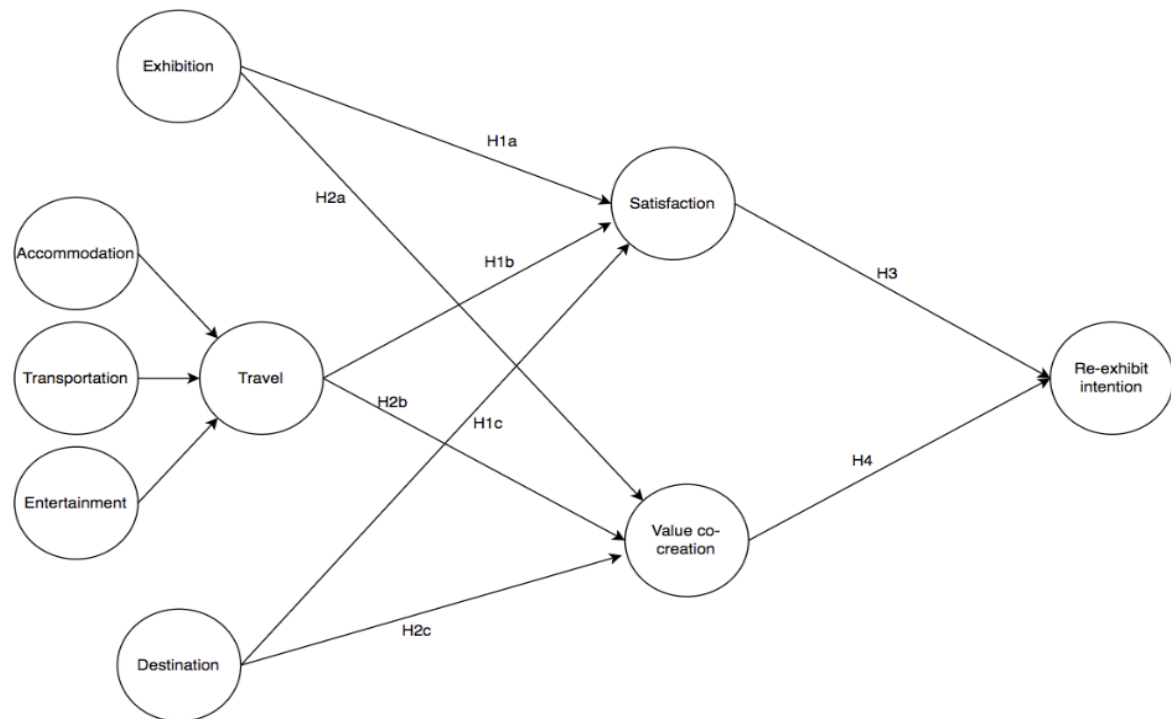 Exhibition
H1a
H2a
Satisfaction
Accommodation
H1b
H3
Transportation
Travel
Re-exhibit
intention
H2b
H1c
H4
Entertainment
Value co-
creation
H2c
Destination